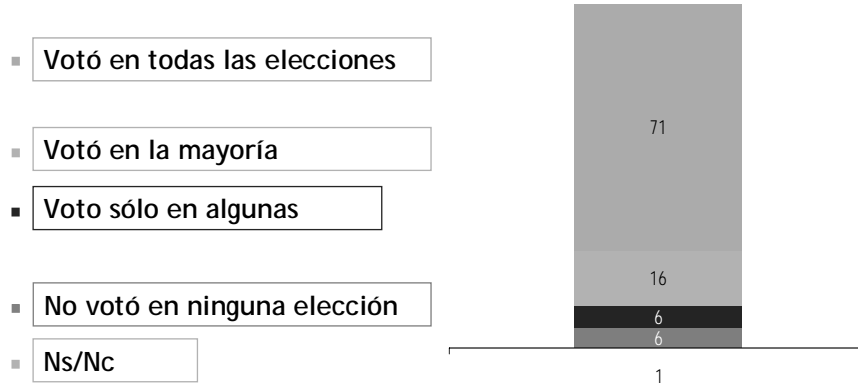 Votó en todas las elecciones
Votó en la mayoría
Voto sólo en algunas
No votó en ninguna elección
Ns/Nc
71
16
6
6
1